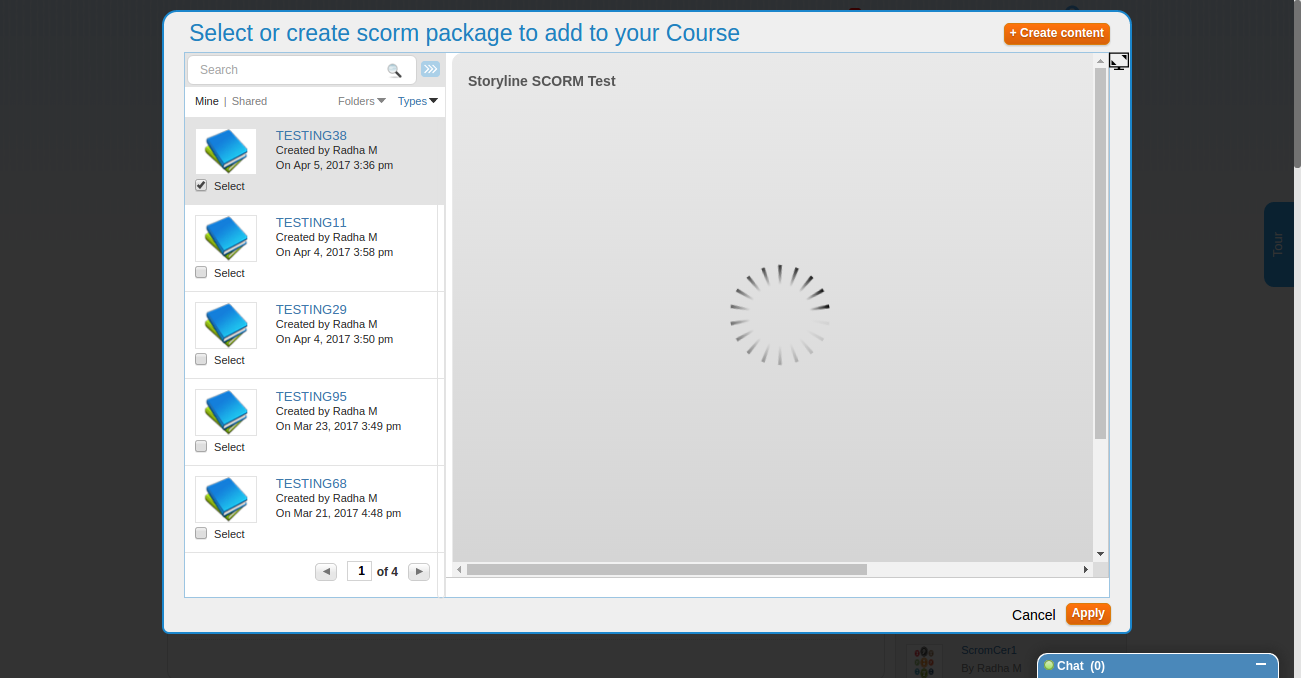 Select or create scorm package to add to your Course
+ Create content
Search
Mine | Shared
Folders
Types
Storyline SCORM Test
TESTING38
Created by Radha M
On Apr 5, 2017 3:36 pm
Select
TESTING11
Created by Radha M
On Apr 4, 2017 3:58 pm
Select
TESTING29
Created by Radha M
On Apr 4, 2017 3:50 pm
Select
TESTING95
Created by Radha M
On Mar 23, 2017 3:49 pm
Select
TESTING68
Created by Radha M
On Mar 21, 2017 4:48 pm
Select
1 of 4
Cancel
Apply
Tour
ScromCer1
By Radha M
Chat (0)